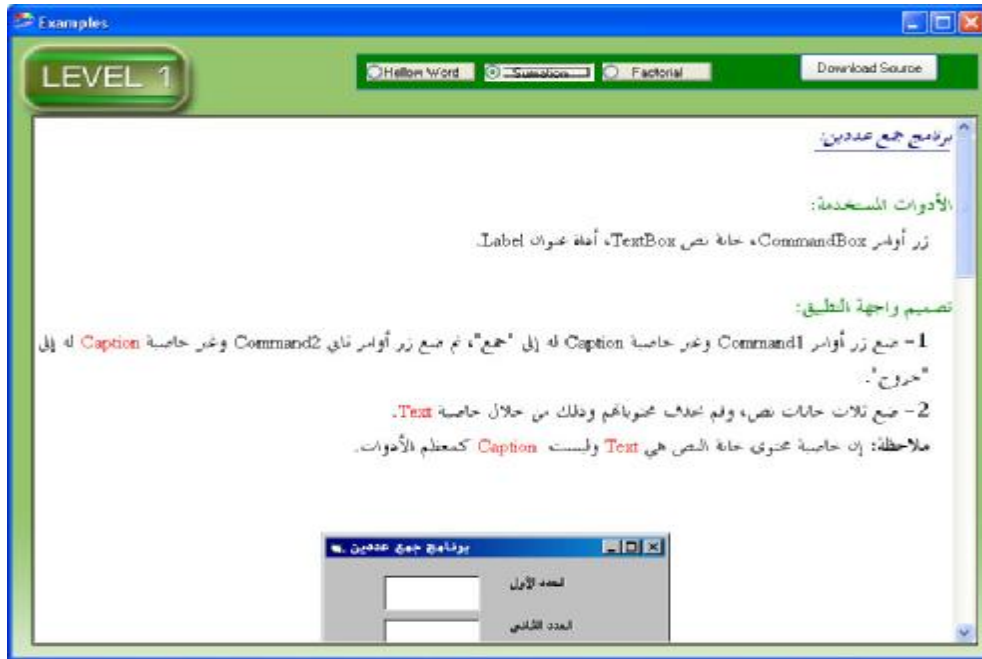 Examples
LEVEL 1
Hellow Word
Sumation
Factorial
Download Source
برنامج جمع عددين:
الأدوات المستخدمة:
زر أوامر CommandBox، خانة نص TextBox، أداة عنوان Label.
تصميم واجهة التطبيق:
1- ضع زر أوامر Command1 وغير خاصية Caption له إلى "جمع"، ثم ضع زر أوامر ثاني Command2 وغير خاصية Caption له إلى
"خروج".
2- ضع ثلاث خانات نص، وقم بحذف محتوياتهم وذلك من خلال خاصية Text.
ملاحظة: إن خاصية محتوى خانة النص هي Text وليست Caption كمعظم الأدوات.
برنامج جمع عددين
العدد الأول
العدد الثاني